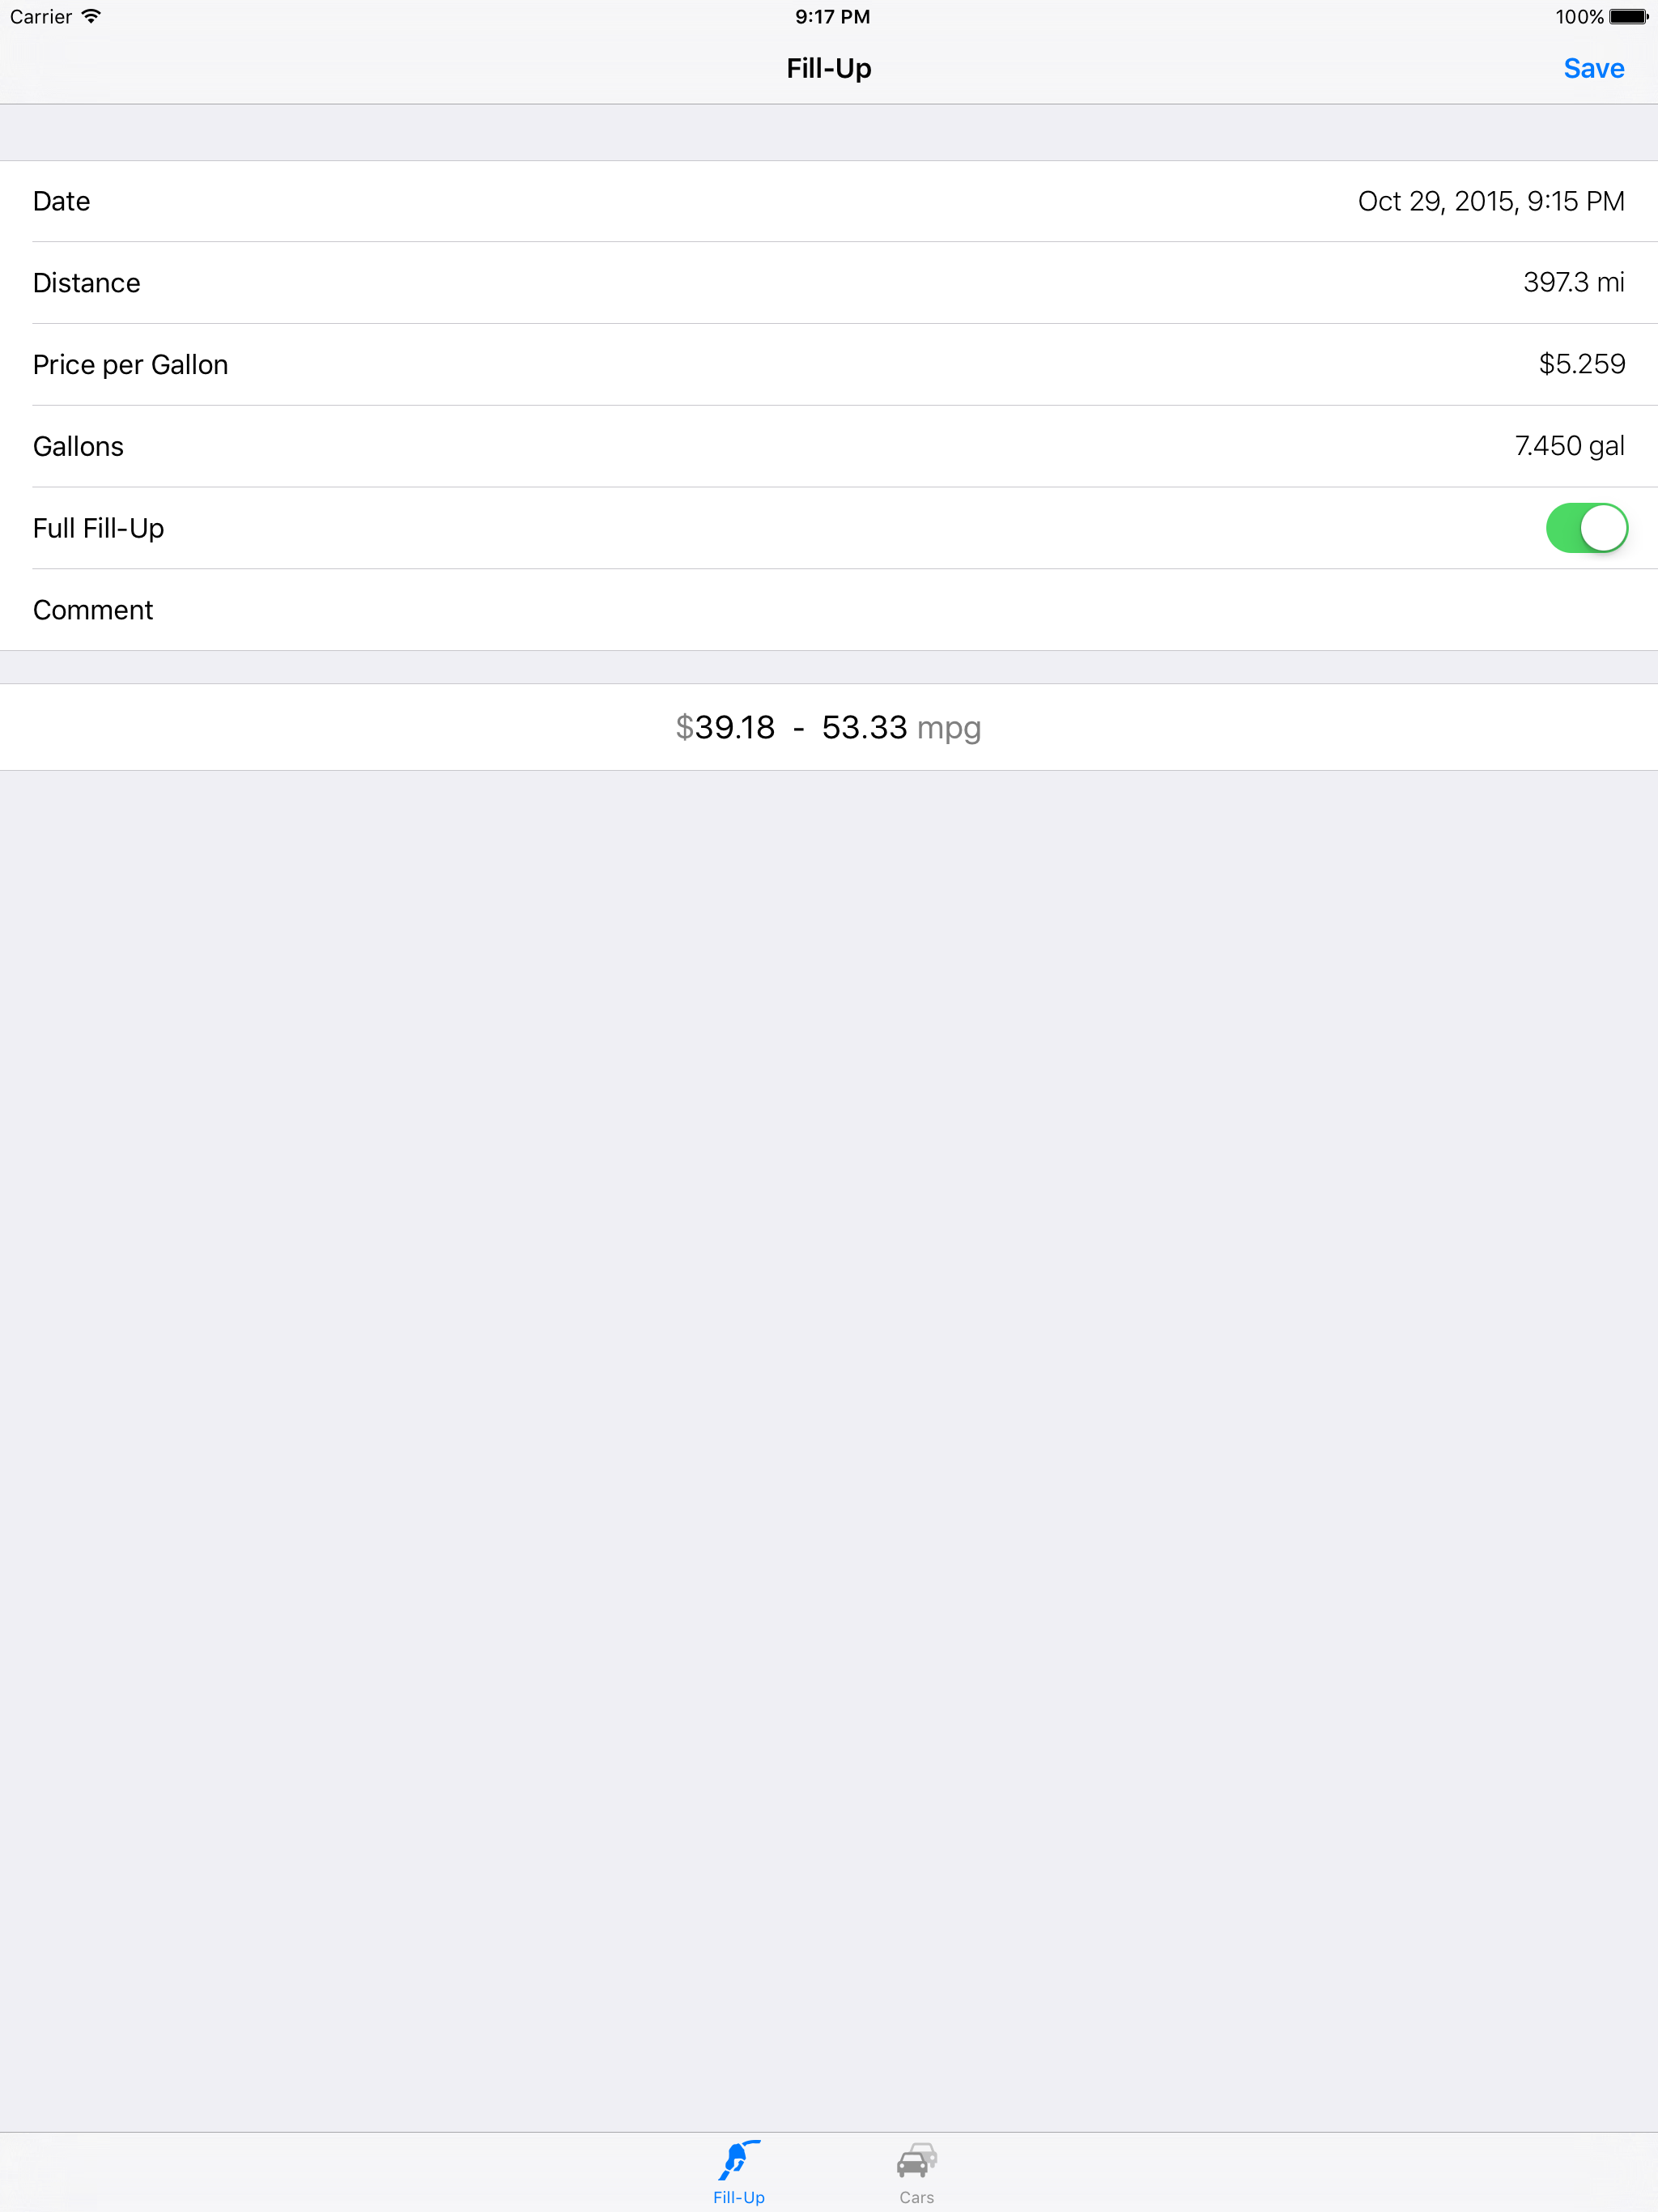 Carrier 9:17 PM 100%
Fill-Up Save
Date Oct 29, 2015, 9:15 PM
Distance 397.3 mi
Price per Gallon $5.259
Gallons 7.450 gal
Full Fill-Up
Comment
$39.18 - 53.33 mpg
Fill-Up Cars